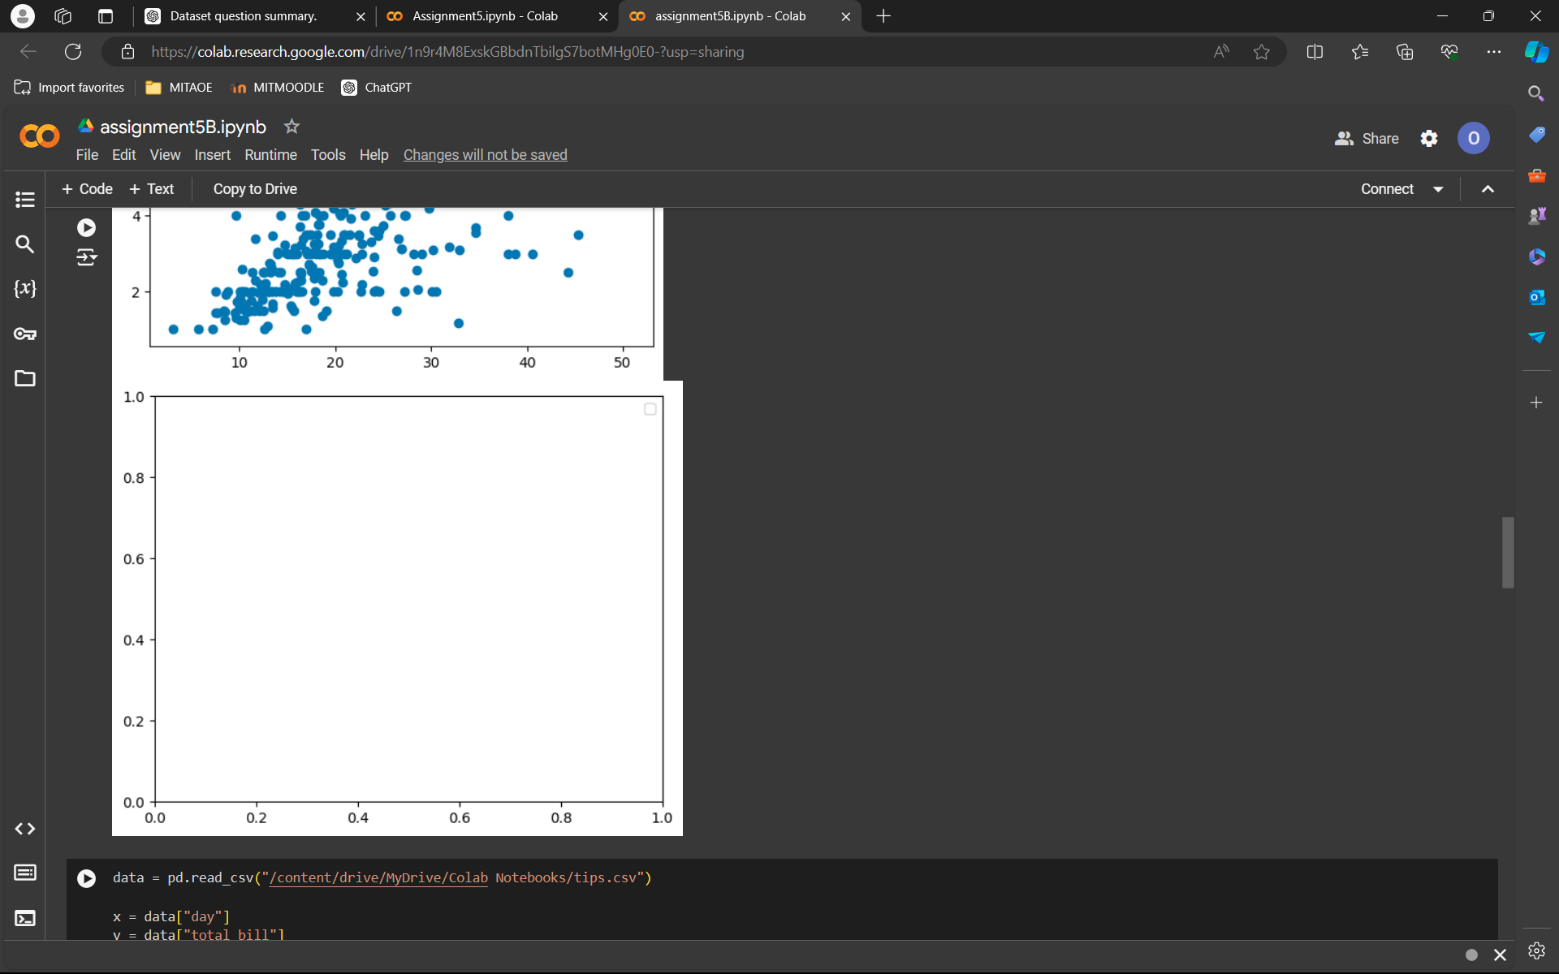 Dataset question summary.
Assignment5.ipynb - Colab
assignment5B.ipynb - Colab
https://colab.research.google.com/drive/1n9r4M8ExskGBbdnTbilgS7botMHg0E0-?usp=sharing
Import favorites
MITAOE
MITMOODLE
ChatGPT
assignment5B.ipynb
Share
O
File Edit View Insert Runtime Tools Help Changes will not be saved
+ Code + Text Copy to Drive
Connect
4
2
10 20 30 40 50
1.0
0.8
0.6
0.4
0.2
0.0
0.0 0.2 0.4 0.6 0.8 1.0
data = pd.read_csv("/content/drive/MyDrive/Colab Notebooks/tips.csv")
x = data["day"]
y = data["total_bill"]